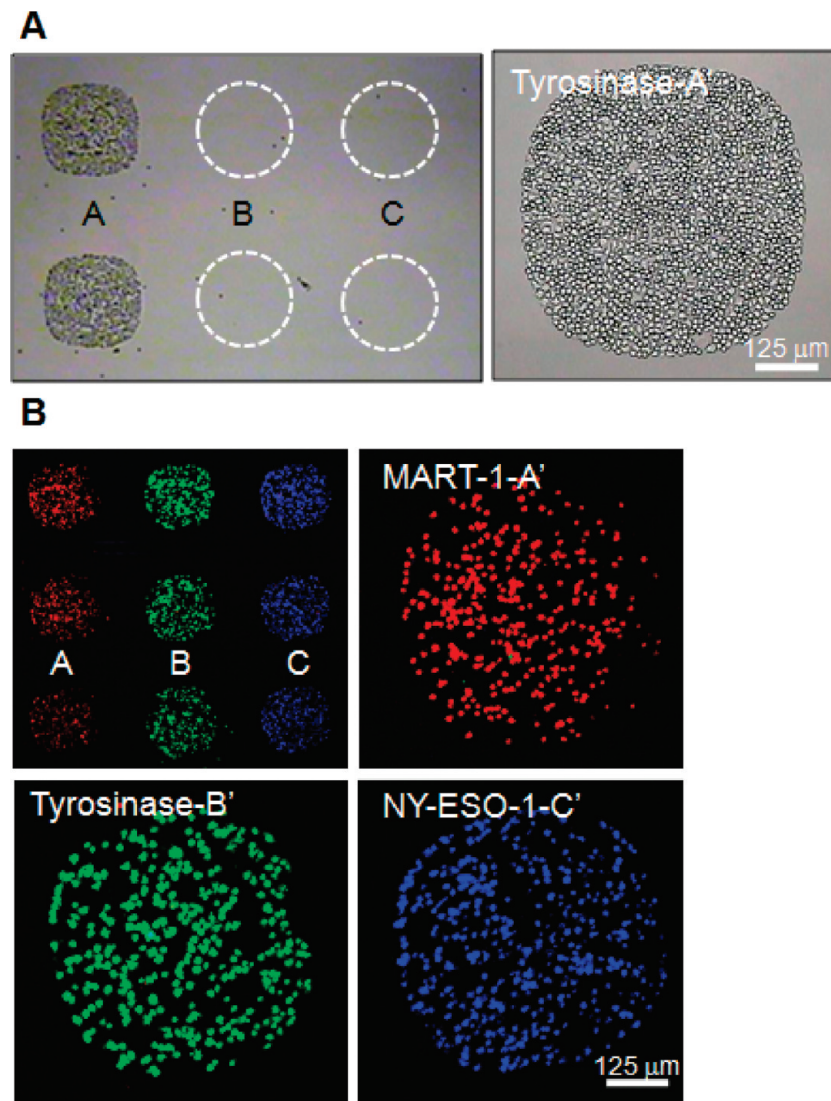 A
A
B
C
Tyrosinase-A'
125 μm
B
A
B
C
MART-1-A'
Tyrosinase-B'
NY-ESO-1-C'
125 μm